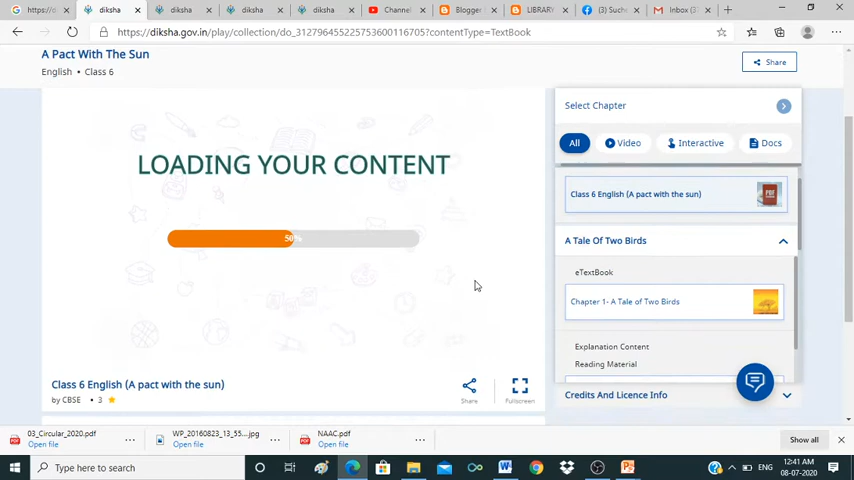 https://d
diksha
diksha
diksha
diksha
Channel
Blogger
LIBRARY
(3) Suche
Inbox (3)
https://diksha.gov.in/play/collection/do_31279645522575360011​6705?contentType=TextBook
A Pact With The Sun
English • Class 6
Share
Select Chapter
All
Video
Interactive
Docs
LOADING YOUR CONTENT
50%
Class 6 English (A pact with the sun)
PDF
A Tale Of Two Birds
eTextBook
Chapter 1- A Tale of Two Birds
Explanation Content
Reading Material
Class 6 English (A pact with the sun)
by CBSE • 3
Share
Fullscreen
Credits And Licence Info
03_Circular_2020.pdf
Open file
WP_20160823_13_55....jpg
Open file
NAAC.pdf
Open file
Show all
Type here to search
ENG
12:41 AM
08-07-2020